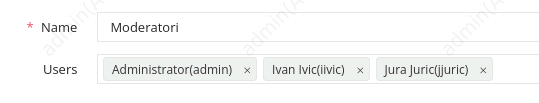 * Name Moderatori
Users Administrator(admin) × Ivan Ivic(iivic) × Jura Juric(jjuric) ×